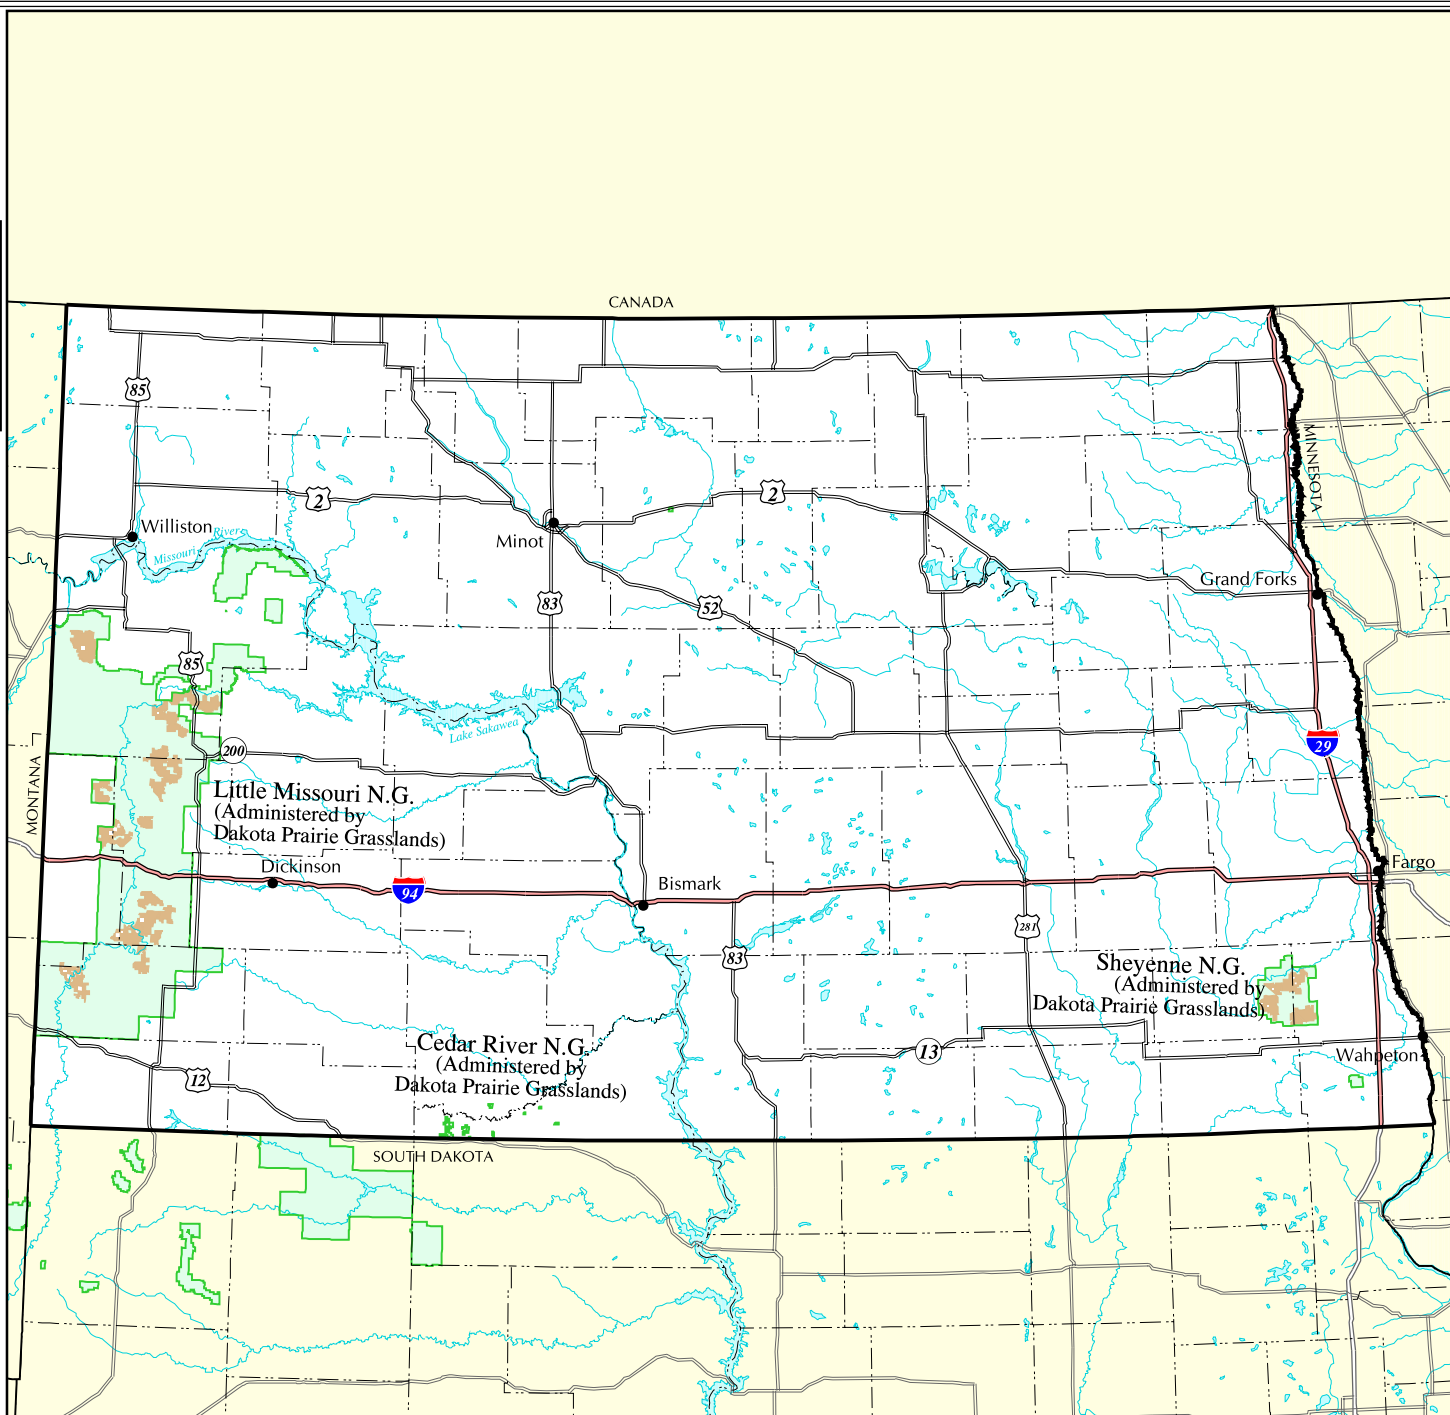 CANADA
MINNESOTA
85
2
2
Williston
Missouri
River
Minot
Grand Forks
83
52
85
Lake Sakawea
29
200
MONTANA
Little Missouri N.G.
(Administered by
Dakota Prairie Grasslands)
Dickinson
94
Bismark
Fargo
281
83
Sheyenne N.G.
(Administered by
Dakota Prairie Grasslands)
Cedar River N.G.
(Administered by
Dakota Prairie Grasslands)
13
Wahpeton
12
SOUTH DAKOTA